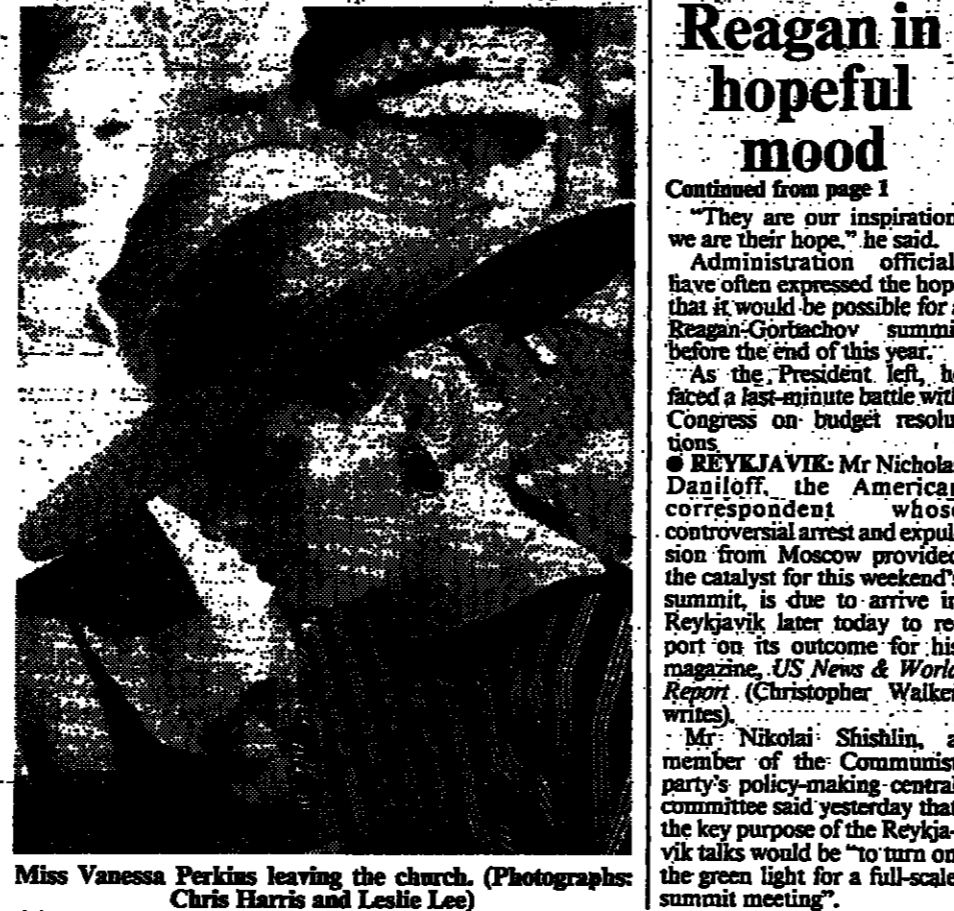 Miss Vanessa Perkins leaving the church. (Photographs:
Chris Harris and Leslie Lee)
Reagan in
hopeful
mood
Continued from page 1
"They are our inspiration
we are their hope." he said.
Administration official
have often expressed the hop
that it would be possible for a
Reagan-Gorbachov summi
before the end of this year.
As the President left, he
faced a last-minute battle with
Congress on budget resolu
tions
● REYKJAVIK: Mr Nicholas
Daniloff, the American
correspondent whose
controversial arrest and expul
sion from Moscow provided
the catalyst for this weekend's
summit, is due to arrive in
Reykjavik later today to re
port on its outcome for his
magazine, US News & World
Report (Christopher Walker
writes).
Mr Nikolai Shishlin, a
member of the Communist
party's policy-making central
committee said yesterday that
the key purpose of the Reykja-
vik talks would be "to turn on
the green light for a full-scale
summit meeting".